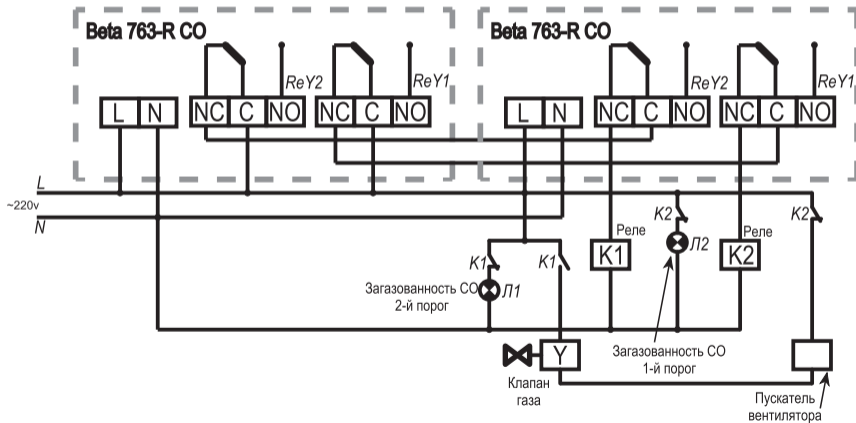 Beta 763-R CO
Beta 763-R CO
ReY2
ReY1
ReY2
ReY1
L N
NC C NO
NC C NO
L N
NC C NO
NC C NO
L
~220v
N
K1
K1
Реле
K1
K2
Л2
Реле
K2
K2
Загазованность CO
2-й порог
Л1
Y
Клапан
газа
Загазованность CO
1-й порог
Пускатель
вентилятора